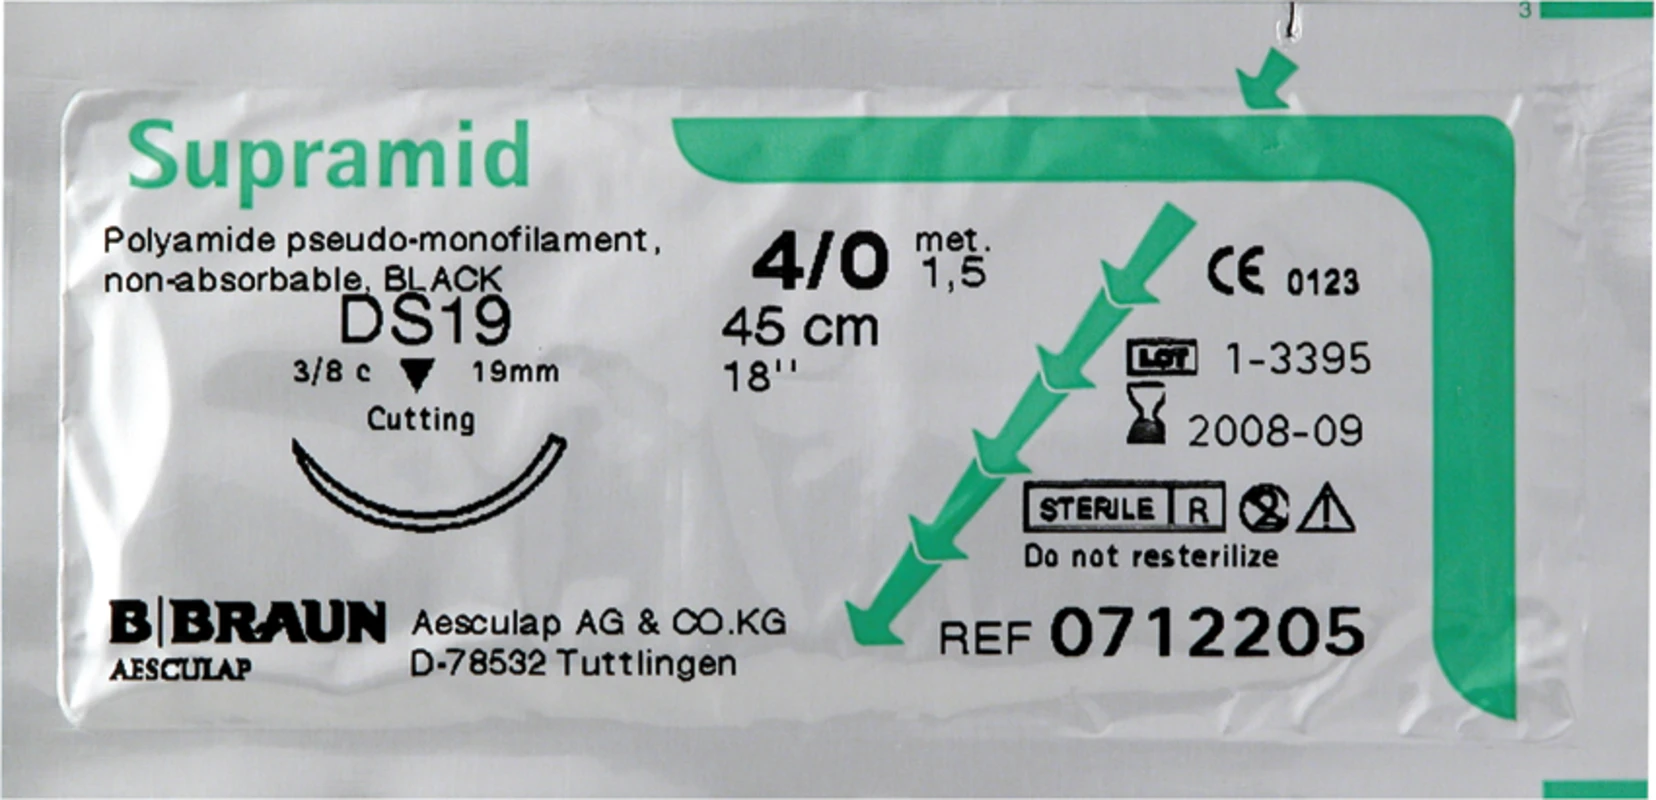 3
Supramid
Polyamide pseudo-monofilament,
non-absorbable, BLACK
DS19
3/8 c 19mm
Cutting
4/0 met. 1,5
45 cm
18''
CE 0123
LOT 1-3395
2008-09
STERILE R 2
Do not resterilize
REF 0712205
B|BRAUN
AESCULAP
Aesculap AG & CO.KG
D-78532 Tuttlingen